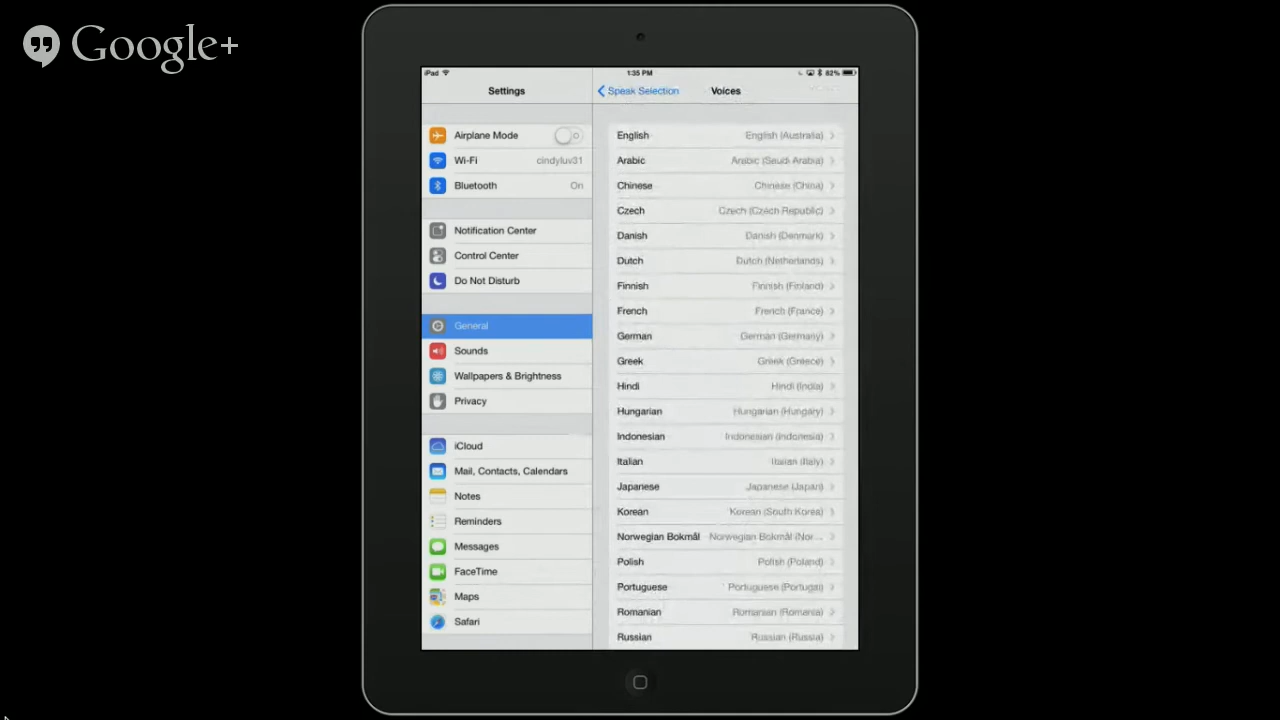 Google+
iPad 1:35 PM 82%
Settings
Speak Selection Voices
Airplane Mode
Wi-Fi cindyluv31
Bluetooth On
Notification Center
Control Center
Do Not Disturb
General
Sounds
Wallpapers & Brightness
Privacy
iCloud
Mail, Contacts, Calendars
Notes
Reminders
Messages
FaceTime
Maps
Safari
English English (Australia)
Arabic Arabic (Saudi Arabia)
Chinese Chinese (China)
Czech Czech (Czech Republic)
Danish Danish (Denmark)
Dutch Dutch (Netherlands)
Finnish Finnish (Finland)
French French (France)
German German (Germany)
Greek Greek (Greece)
Hindi Hindi (India)
Hungarian Hungarian (Hungary)
Indonesian Indonesian (Indonesia)
Italian Italian (Italy)
Japanese Japanese (Japan)
Korean Korean (South Korea)
Norwegian Bokmål Norwegian Bokmål (Nor...
Polish Polish (Poland)
Portuguese Portuguese (Portugal)
Romanian Romanian (Romania)
Russian Russian (Russia)